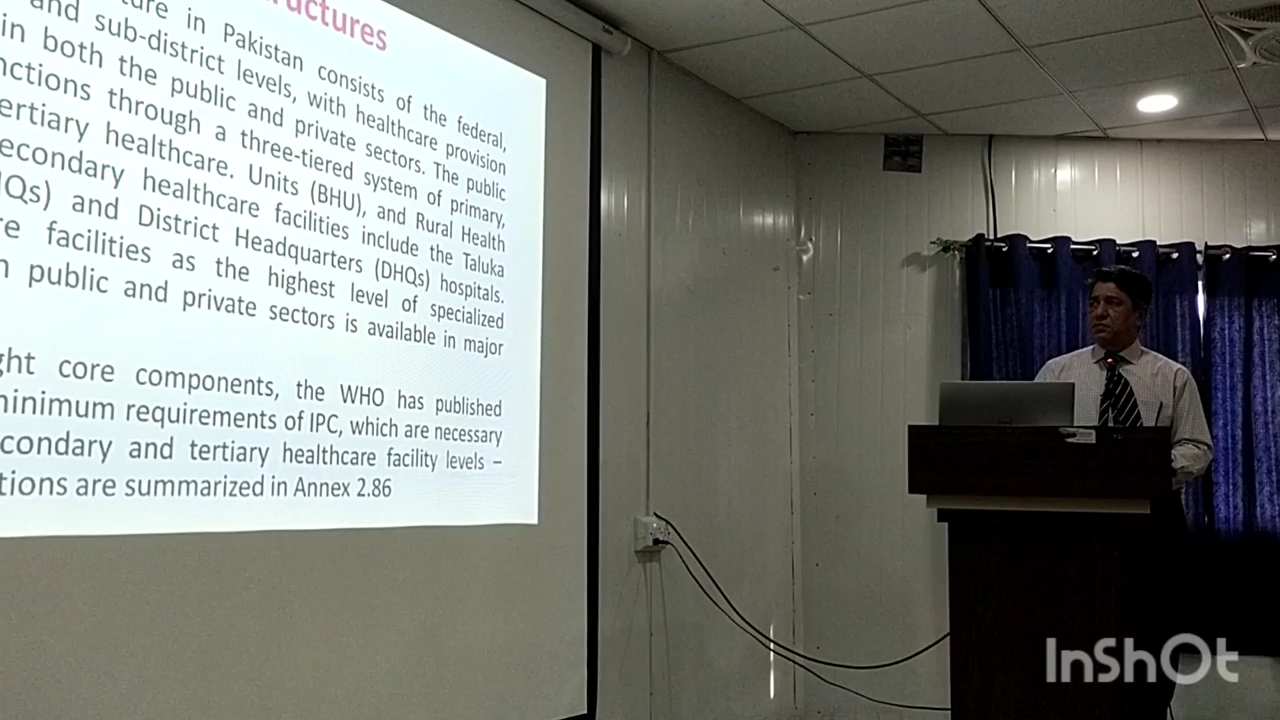 ructures
ture in Pakistan consists of the federal,
and sub-district levels, with healthcare provision
in both the public and private sectors. The public
nctions through a three-tiered system of primary,
ertiary healthcare. Units (BHU), and Rural Health
econdary healthcare facilities include the Taluka
HQs) and District Headquarters (DHQs) hospitals.
re facilities as the highest level of specialized
n public and private sectors is available in major
ght core components, the WHO has published
minimum requirements of IPC, which are necessary
condary and tertiary healthcare facility levels –
tions are summarized in Annex 2.86
InShOt